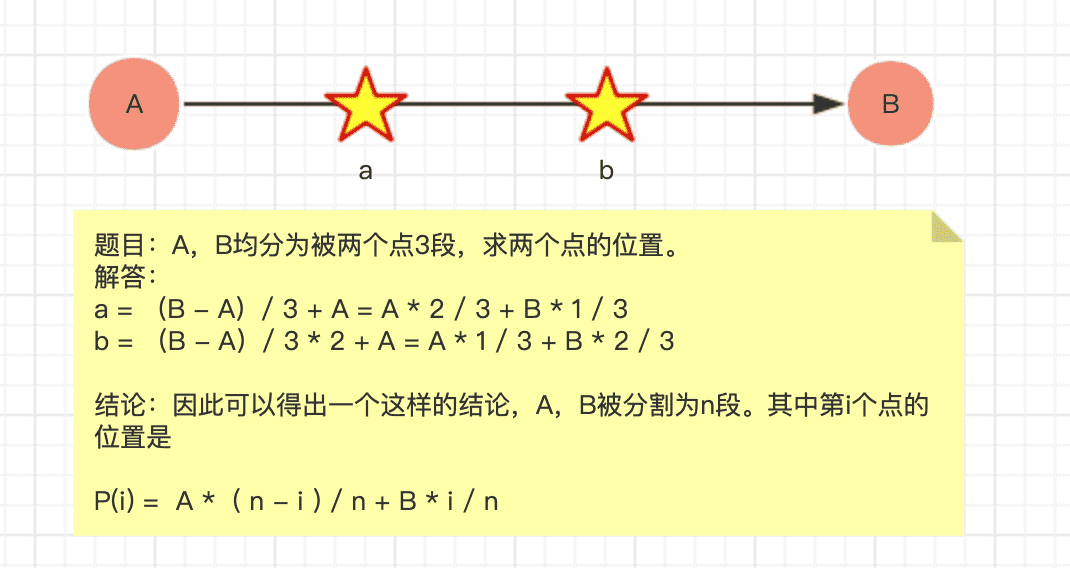 A
B
a
b
题目：A，B均分为被两个点3段，求两个点的位置。
解答：
a = （B – A）/ 3 + A = A * 2 / 3 + B * 1 / 3
b = （B – A）/ 3 * 2 + A = A * 1 / 3 + B * 2 / 3
结论：因此可以得出一个这样的结论，A，B被分割为n段。其中第i个点的
位置是
P(i) = A *（ n – i ) / n + B * i / n